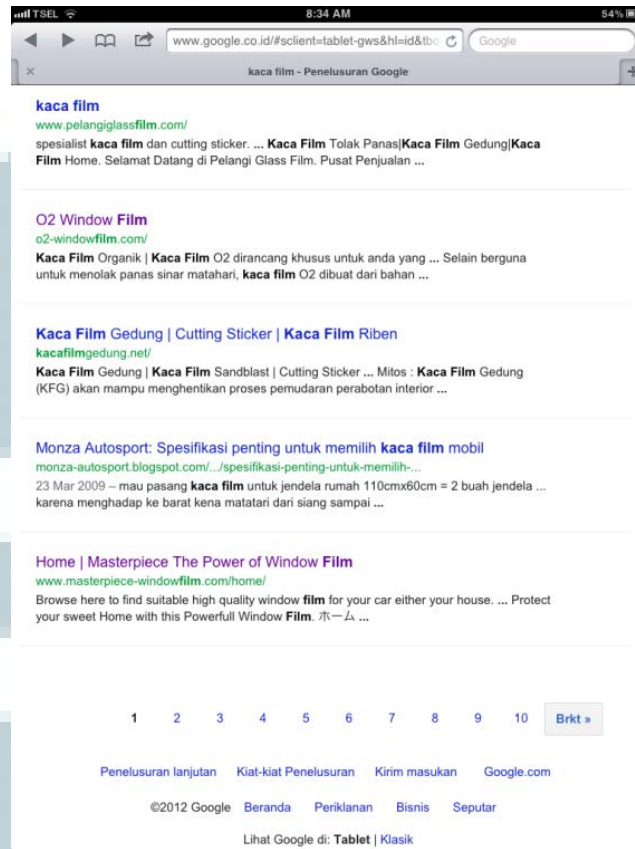 TSEL 8:34 AM 54%
www.google.co.id/#sclient=tablet-gws&hl=id&tbo Google
kaca film - Penelusuran Google
kaca film
www.pelangiglassfilm.com/
spesialist kaca film dan cutting sticker. ... Kaca Film Tolak Panas|Kaca Film Gedung|Kaca
Film Home. Selamat Datang di Pelangi Glass Film. Pusat Penjualan ...
O2 Window Film
o2-windowfilm.com/
Kaca Film Organik | Kaca Film O2 dirancang khusus untuk anda yang ... Selain berguna
untuk menolak panas sinar matahari, kaca film O2 dibuat dari bahan ...
Kaca Film Gedung | Cutting Sticker | Kaca Film Riben
kacafilmgedung.net/
Kaca Film Gedung | Kaca Film Sandblast | Cutting Sticker ... Mitos : Kaca Film Gedung
(KFG) akan mampu menghentikan proses pemudaran perabotan interior ...
Monza Autosport: Spesifikasi penting untuk memilih kaca film mobil
monza-autosport.blogspot.com/.../spesifikasi-penting-untuk-memilih-...
23 Mar 2009 – mau pasang kaca film untuk jendela rumah 110cmx60cm = 2 buah jendela ...
karena menghadap ke barat kena matatari dari siang sampai ...
Home | Masterpiece The Power of Window Film
www.masterpiece-windowfilm.com/home/
Browse here to find suitable high quality window film for your car either your house. ... Protect
your sweet Home with this Powerfull Window Film. ホーム ...
1 2 3 4 5 6 7 8 9 10 Brkt »
Penelusuran lanjutan Kiat-kiat Penelusuran Kirim masukan Google.com
©2012 Google Beranda Periklanan Bisnis Seputar
Lihat Google di: Tablet | Klasik